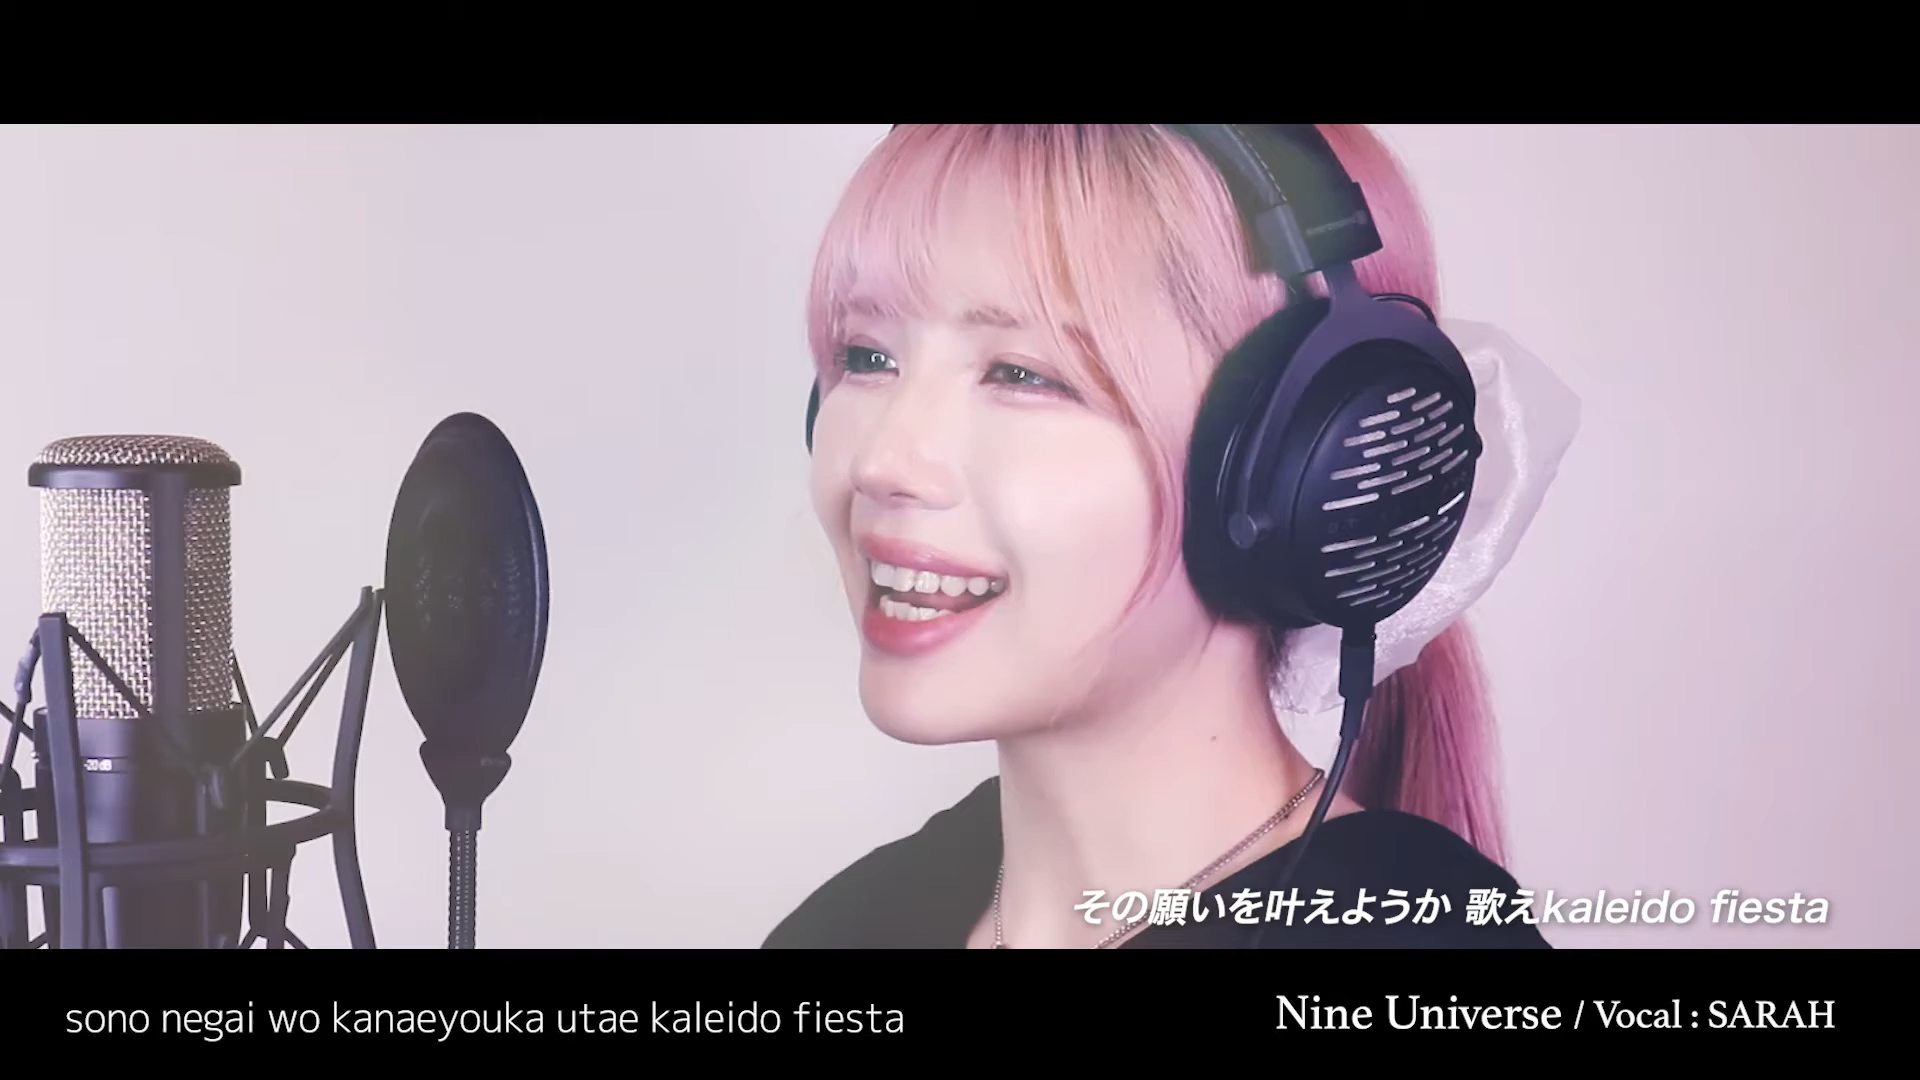 -20dB
その願いを叶えようか 歌えkaleido fiesta
sono negai wo kanaeyouka utae kaleido fiesta
Nine Universe / Vocal : SARAH